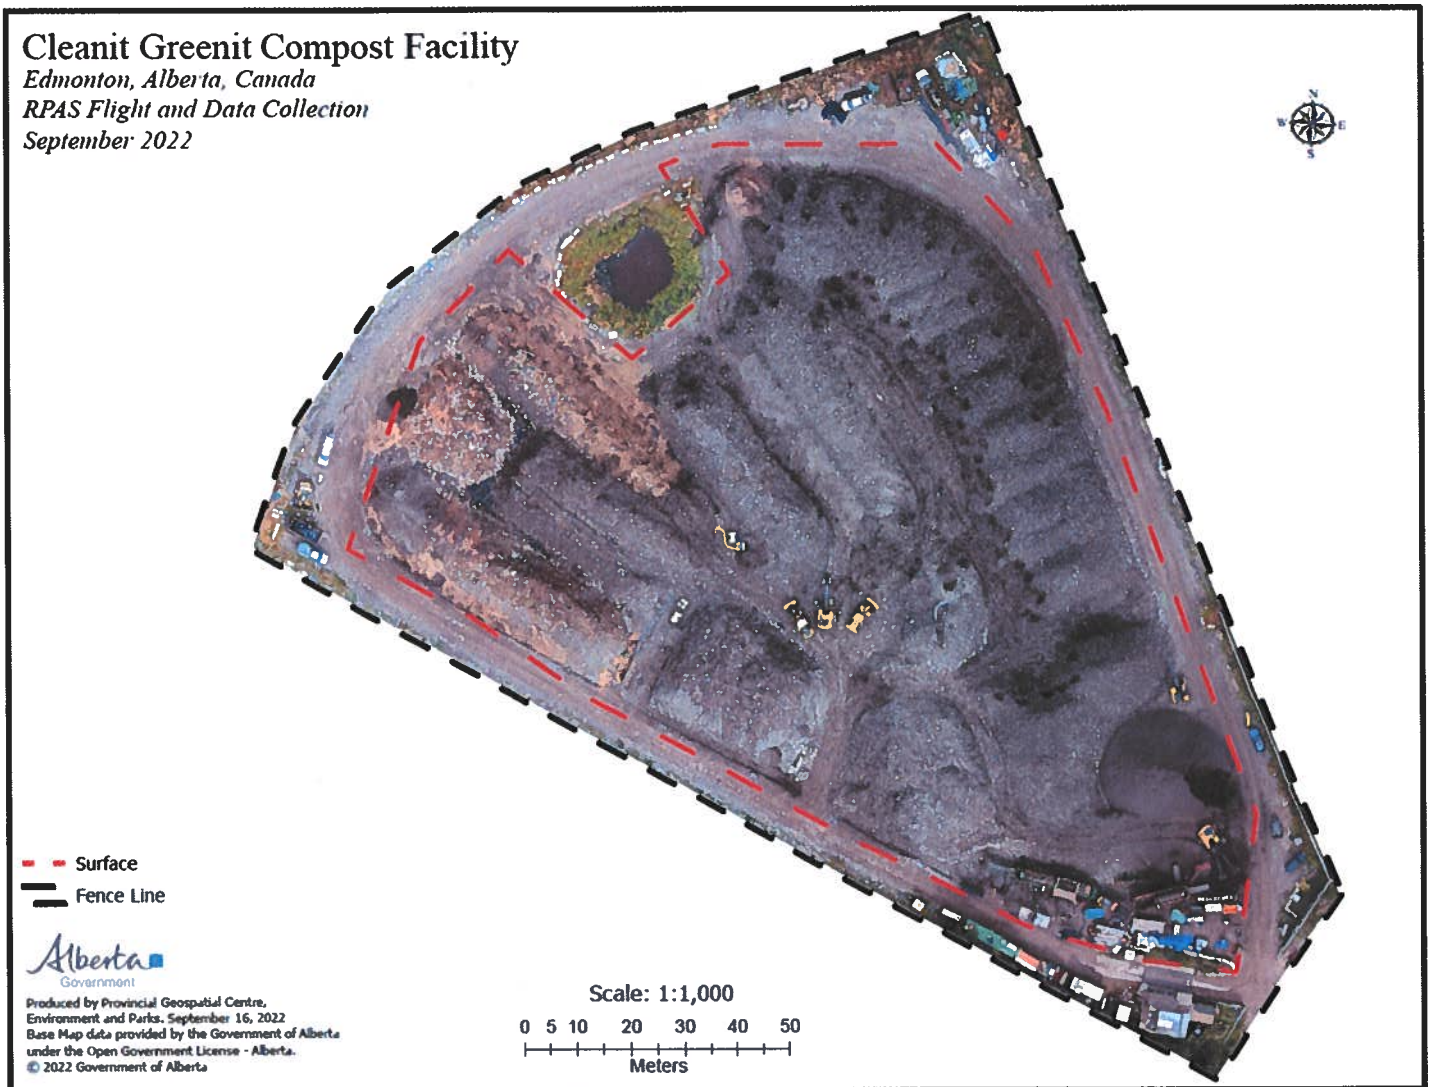 Cleanit Greenit Compost Facility
Edmonton, Alberta, Canada
RPAS Flight and Data Collection
September 2022
N
W E
S
Surface
Fence Line
Alberta
Government
Produced by Provincial Geospatial Centre,
Environment and Parks. September 16, 2022
Base Map data provided by the Government of Alberta
under the Open Government License - Alberta.
© 2022 Government of Alberta
Scale: 1:1,000
0 5 10 20 30 40 50
Meters